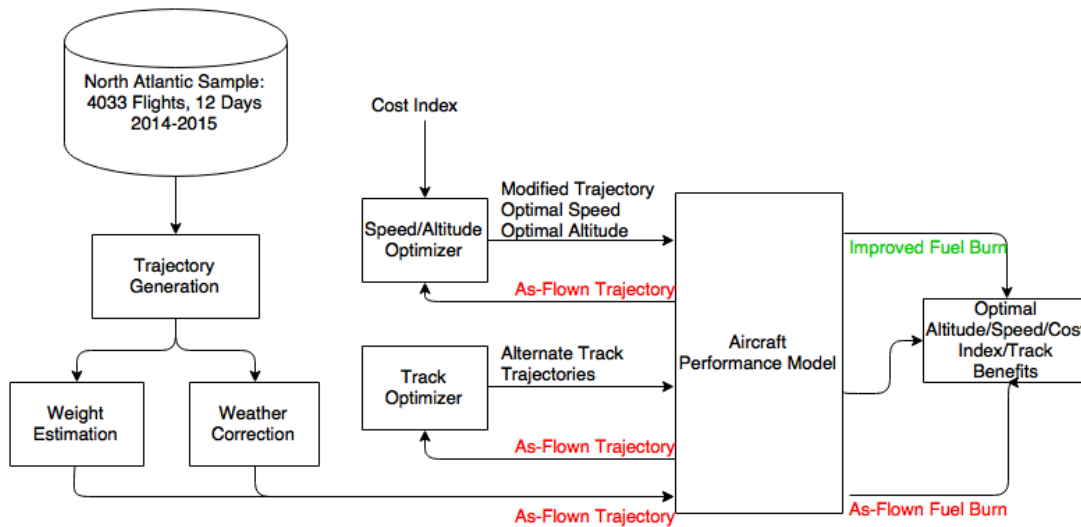 North Atlantic Sample:
4033 Flights, 12 Days
2014-2015
Cost Index
Trajectory
Generation
Weight
Estimation
Weather
Correction
Speed/Altitude
Optimizer
Modified Trajectory
Optimal Speed
Optimal Altitude
As-Flown Trajectory
Track
Optimizer
Alternate Track
Trajectories
As-Flown Trajectory
As-Flown Trajectory
Aircraft
Performance Model
Improved Fuel Burn
Optimal
Altitude/Speed/Cost
Index/Track
Benefits
As-Flown Fuel Burn